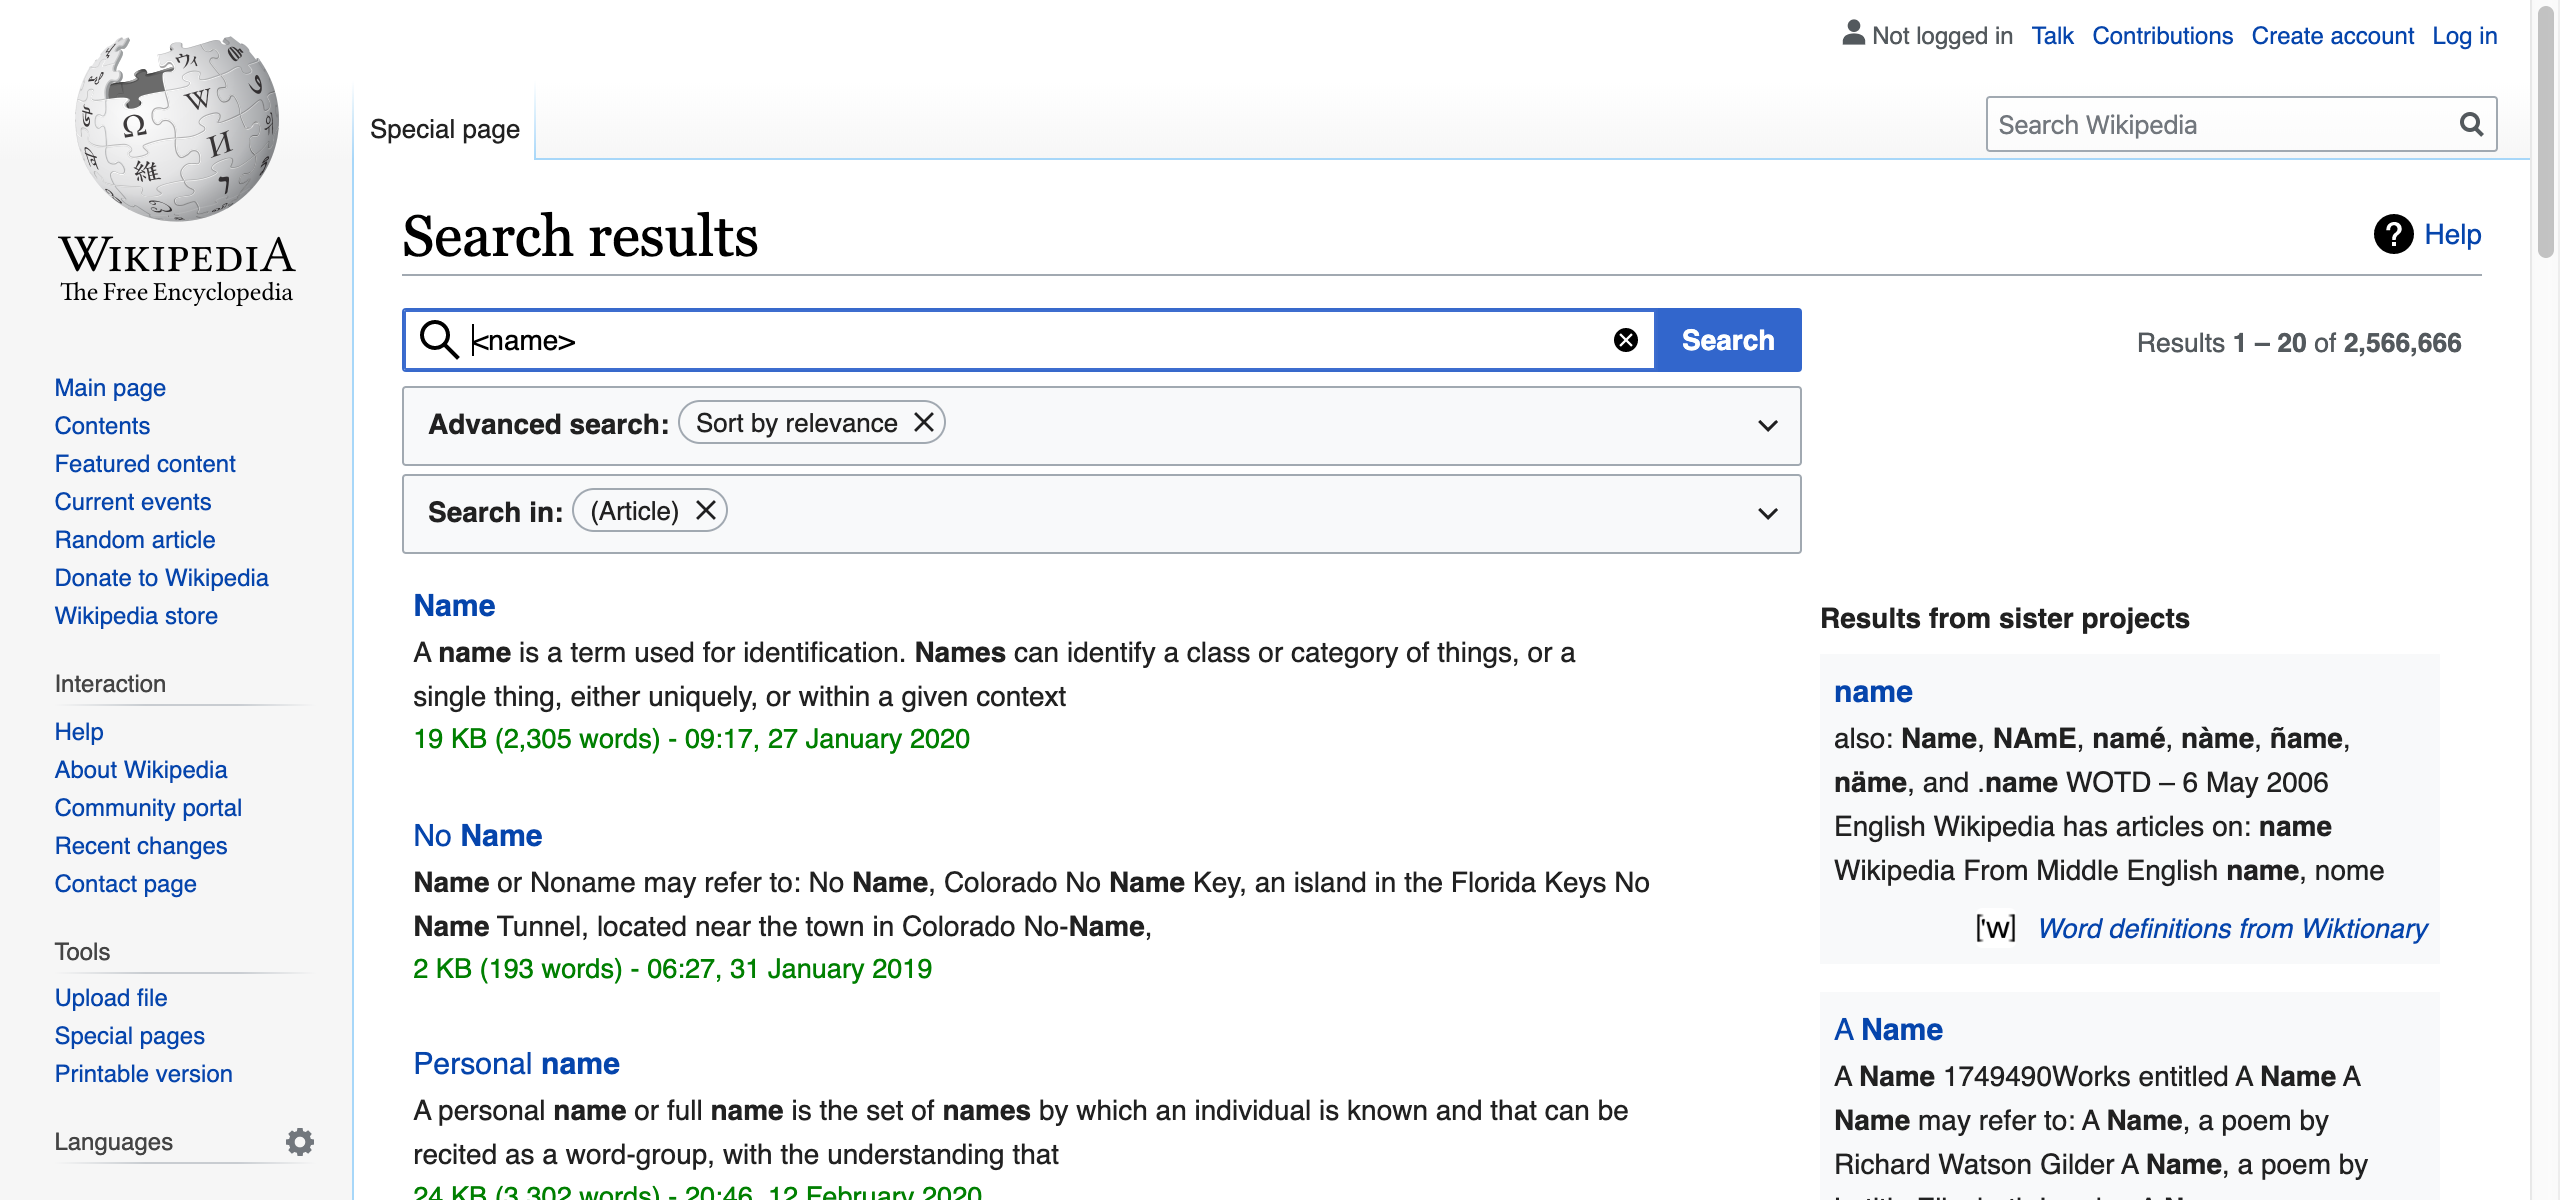 Not logged in Talk Contributions Create account Log in
Special page
Search Wikipedia
WIKIPEDIA
The Free Encyclopedia
Main page
Contents
Featured content
Current events
Random article
Donate to Wikipedia
Wikipedia store
Interaction
Help
About Wikipedia
Community portal
Recent changes
Contact page
Tools
Upload file
Special pages
Printable version
Languages
Search results
? Help
<name>
Search
Results 1 – 20 of 2,566,666
Advanced search: Sort by relevance
Search in: (Article)
Name
A name is a term used for identification. Names can identify a class or category of things, or a
single thing, either uniquely, or within a given context
19 KB (2,305 words) - 09:17, 27 January 2020
No Name
Name or Noname may refer to: No Name, Colorado No Name Key, an island in the Florida Keys No
Name Tunnel, located near the town in Colorado No-Name,
2 KB (193 words) - 06:27, 31 January 2019
Personal name
A personal name or full name is the set of names by which an individual is known and that can be
recited as a word-group, with the understanding that
24 KB (3,302 words) - 20:46, 12 February 2020
Results from sister projects
name
also: Name, NAmE, namé, nàme, ñame,
näme, and .name WOTD – 6 May 2006
English Wikipedia has articles on: name
Wikipedia From Middle English name, nome
['w] Word definitions from Wiktionary
A Name
A Name 1749490Works entitled A Name A
Name may refer to: A Name, a poem by
Richard Watson Gilder A Name, a poem by